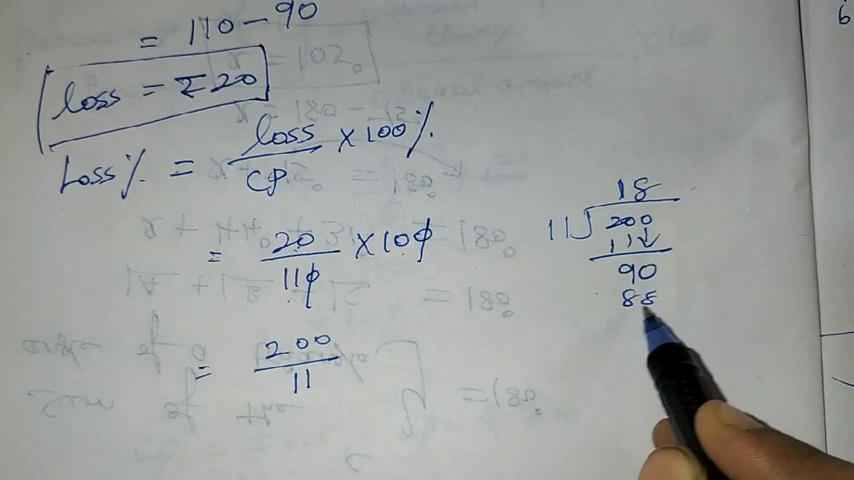 = 110 - 90
loss = ₹20
Loss% = loss/CP × 100%
= 20/110 × 100
= 200/11
18
11) 200
11↓
90
88
6